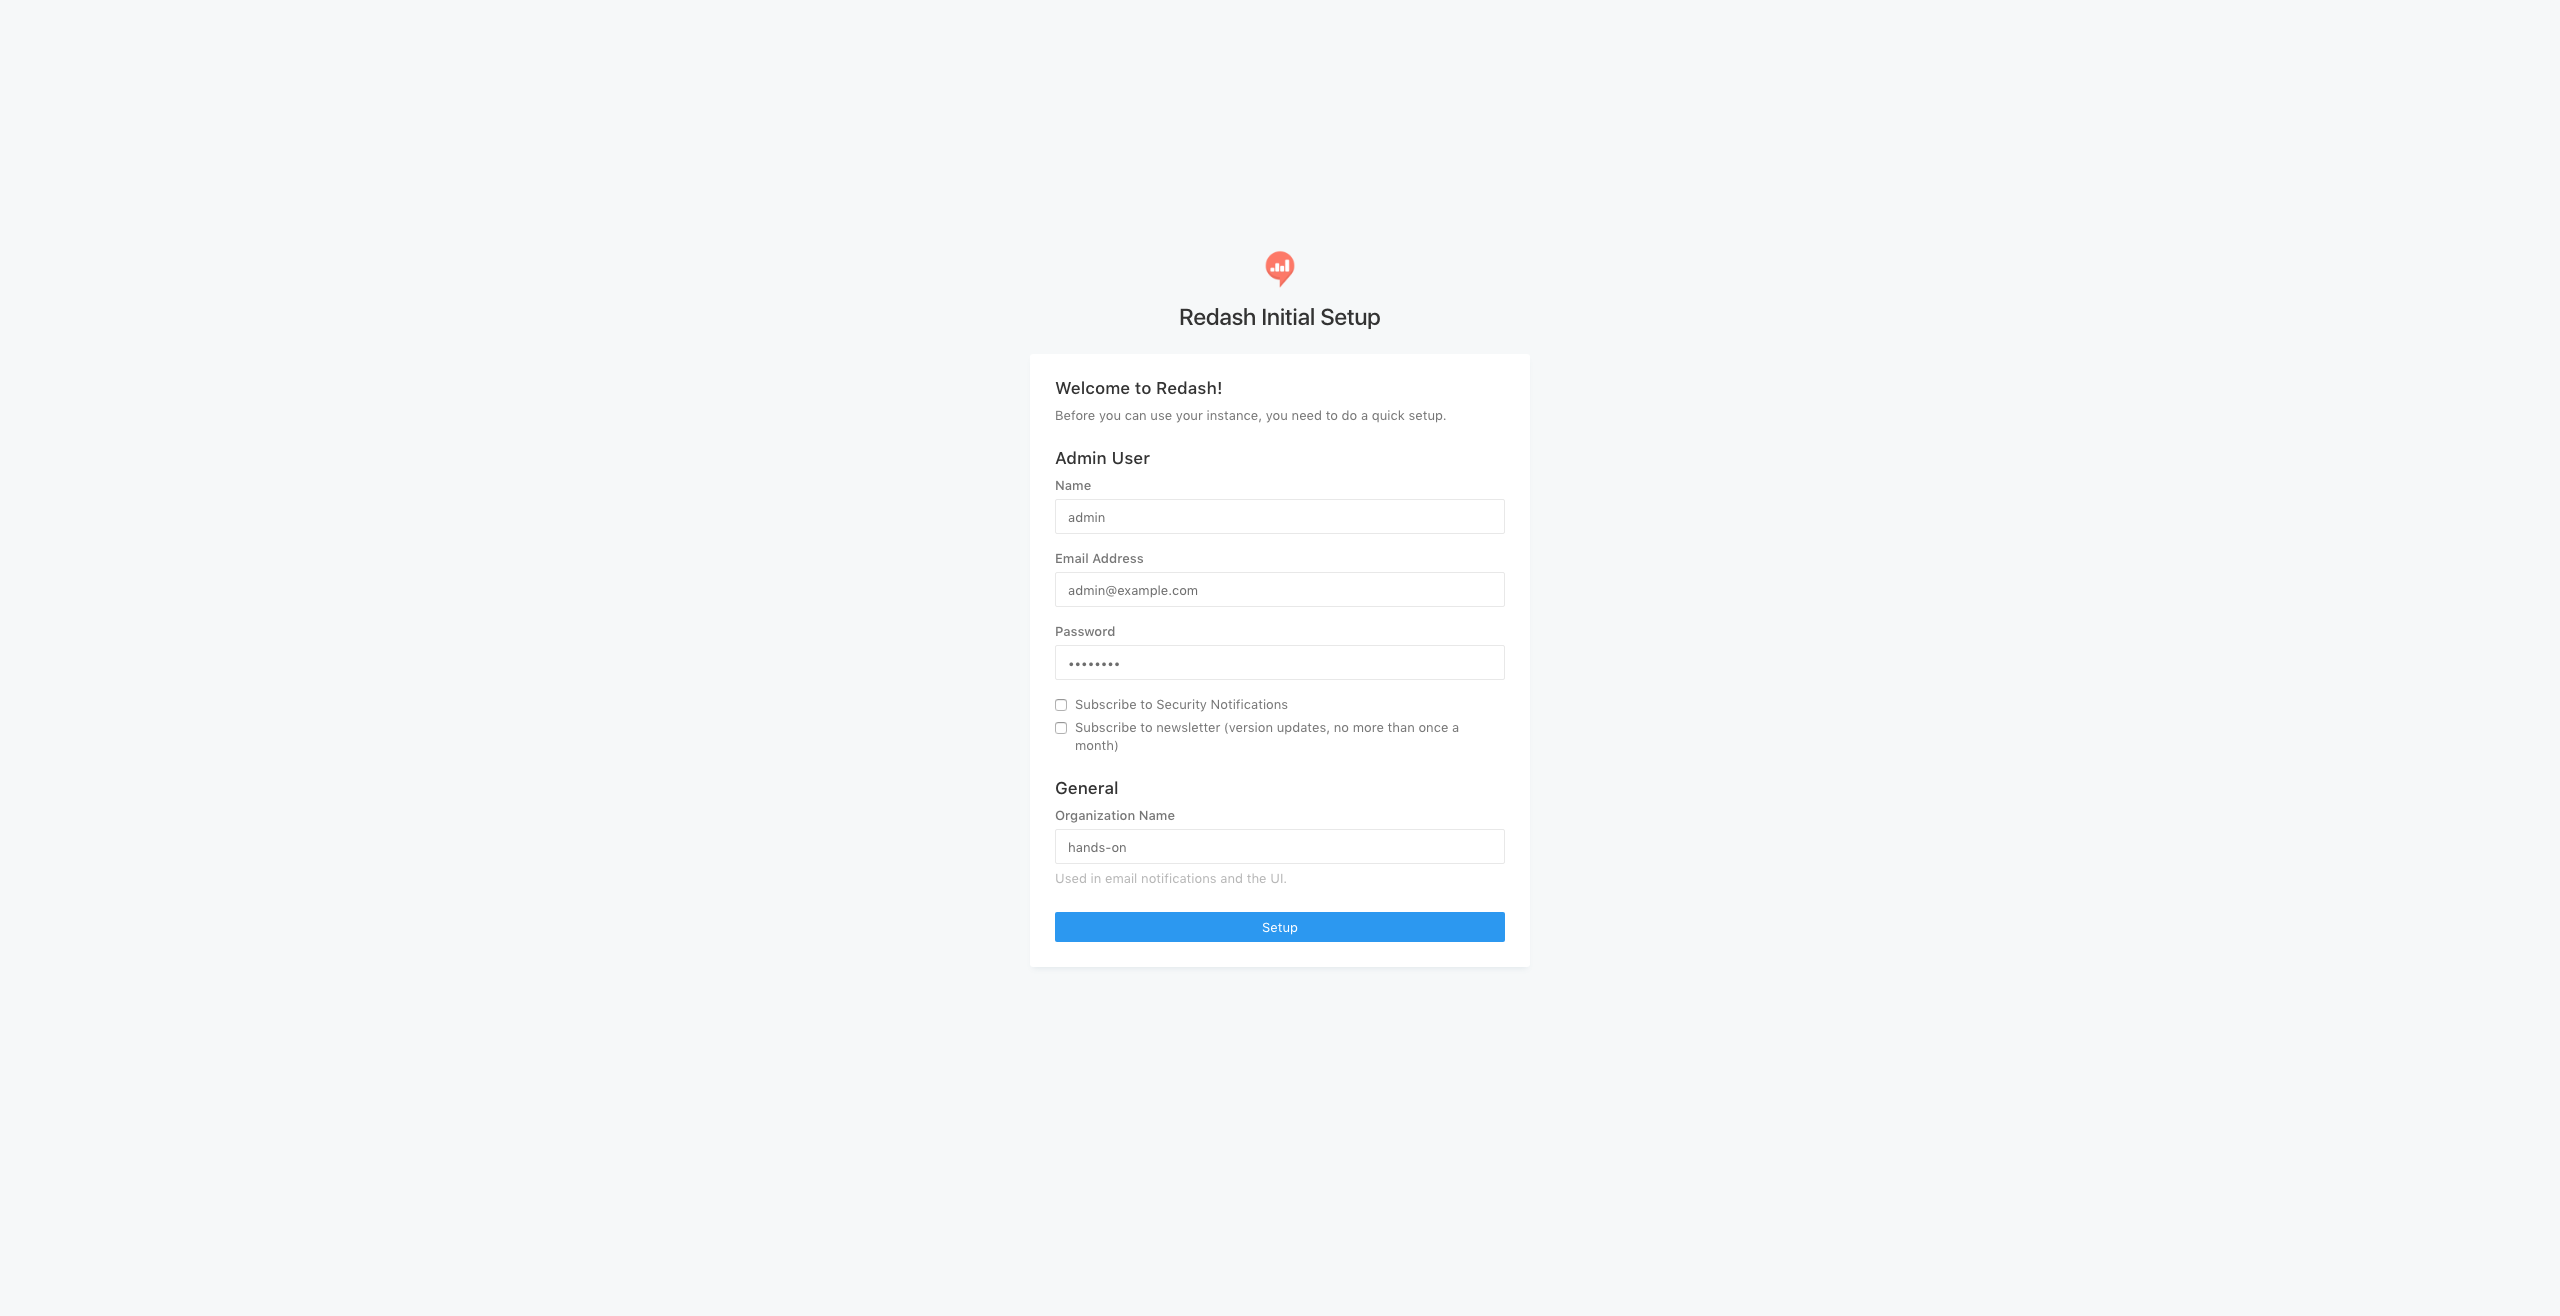 Redash Initial Setup
Welcome to Redash!
Before you can use your instance, you need to do a quick setup.
Admin User
Name
admin
Email Address
admin@example.com
Password
••••••••
Subscribe to Security Notifications
Subscribe to newsletter (version updates, no more than once a
month)
General
Organization Name
hands-on
Used in email notifications and the UI.
Setup